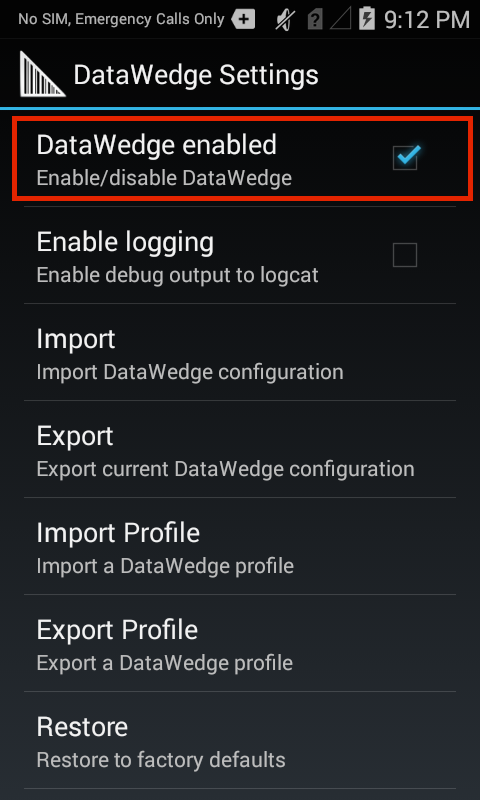 No SIM, Emergency Calls Only 9:12 PM
DataWedge Settings
DataWedge enabled
Enable/disable DataWedge
Enable logging
Enable debug output to logcat
Import
Import DataWedge configuration
Export
Export current DataWedge configuration
Import Profile
Import a DataWedge profile
Export Profile
Export a DataWedge profile
Restore
Restore to factory defaults